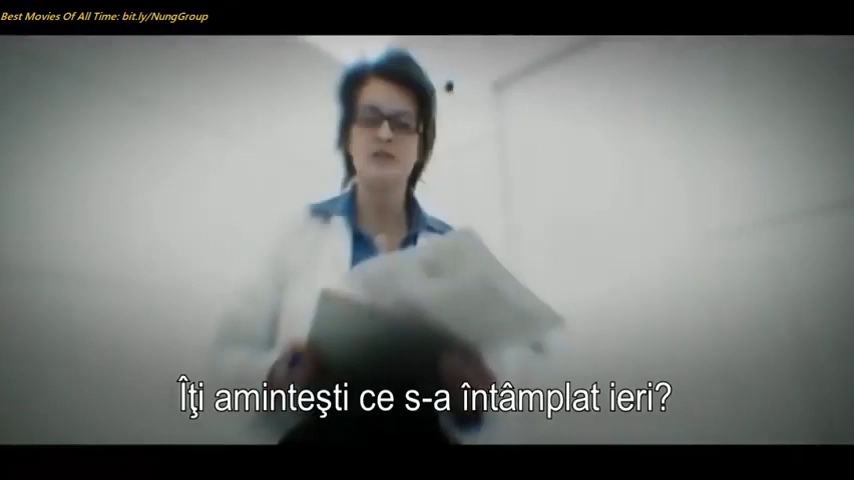 Best Movies Of All Time: bit.ly/NungGroup
Îţi aminteşti ce s-a întâmplat ieri?